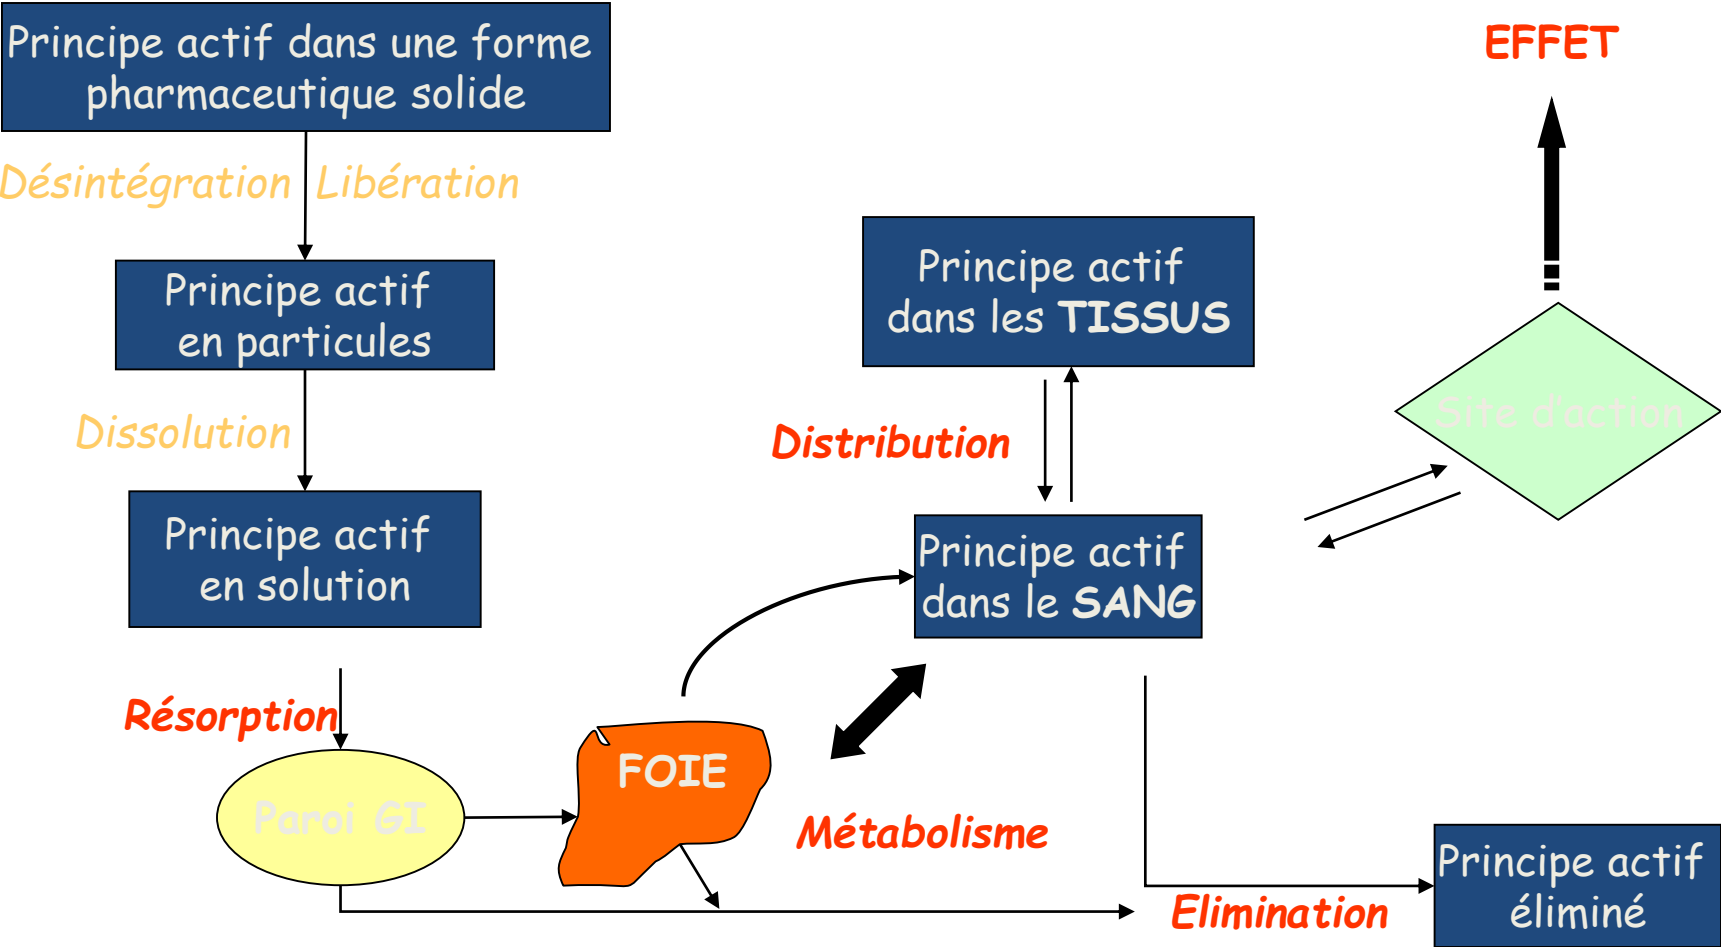 Principe actif dans une forme
pharmaceutique solide
Désintégration Libération
Principe actif
en particules
Dissolution
Principe actif
en solution
Résorption
Paroi GI
FOIE
Métabolisme
Principe actif
dans les TISSUS
Distribution
Principe actif
dans le SANG
EFFET
Site d'action
Elimination
Principe actif
éliminé